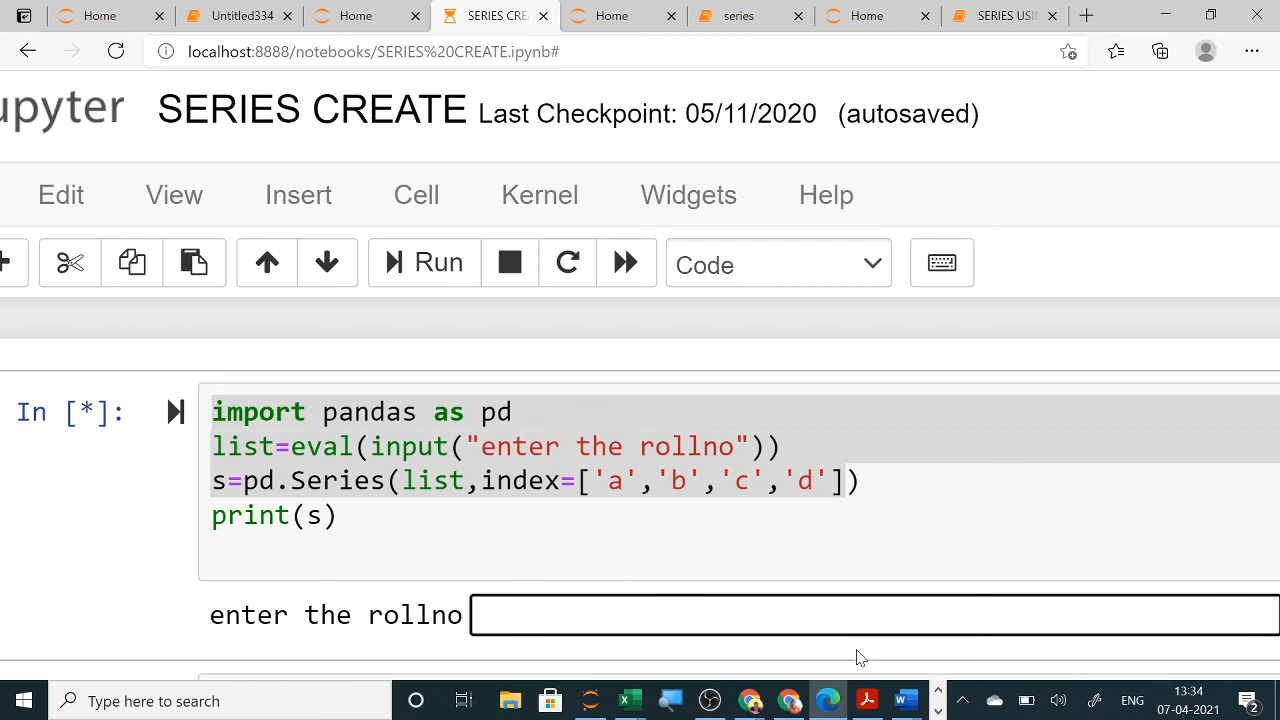 Home
Untitled334
Home
SERIES CRE
Home
series
Home
SERIES USI
localhost:8888/notebooks/SERIES%20CREATE.ipynb#
upyter SERIES CREATE Last Checkpoint: 05/11/2020 (autosaved)
Edit View Insert Cell Kernel Widgets Help
Run Code
In [*]:
import pandas as pd
list=eval(input("enter the rollno"))
s=pd.Series(list,index=['a','b','c','d'])
print(s)
enter the rollno
Type here to search
ENG
13:34
07-04-2021
2